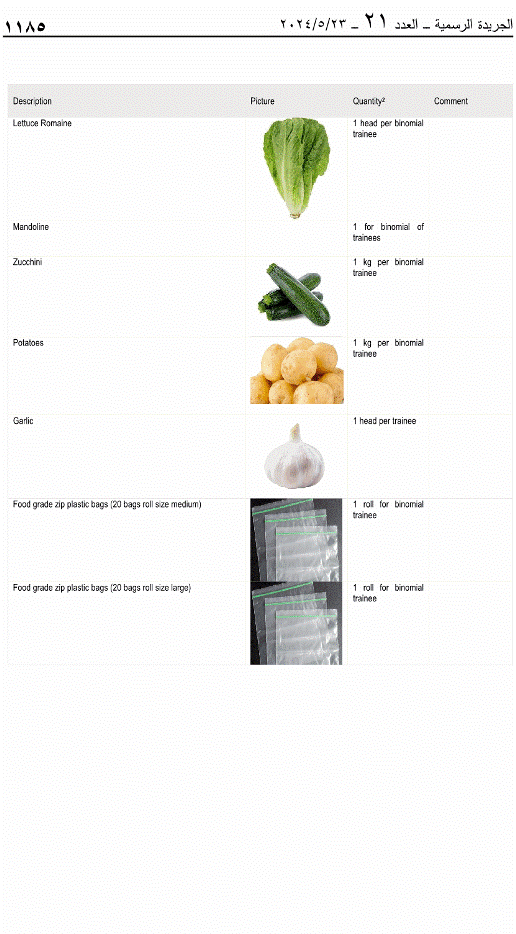 الجريدة الرسمية ــ العدد ٢١ ــ ٢٠٢٤/٥/٢٣
١١٨٥
Description Picture Quantity² Comment
Lettuce Romaine 1 head per binomial
trainee
Mandoline 1 for binomial of
trainees
Zucchini 1 kg per binomial
trainee
Potatoes 1 kg per binomial
trainee
Garlic 1 head per trainee
Food grade zip plastic bags (20 bags roll size medium) 1 roll for binomial
trainee
Food grade zip plastic bags (20 bags roll size large) 1 roll for binomial
trainee